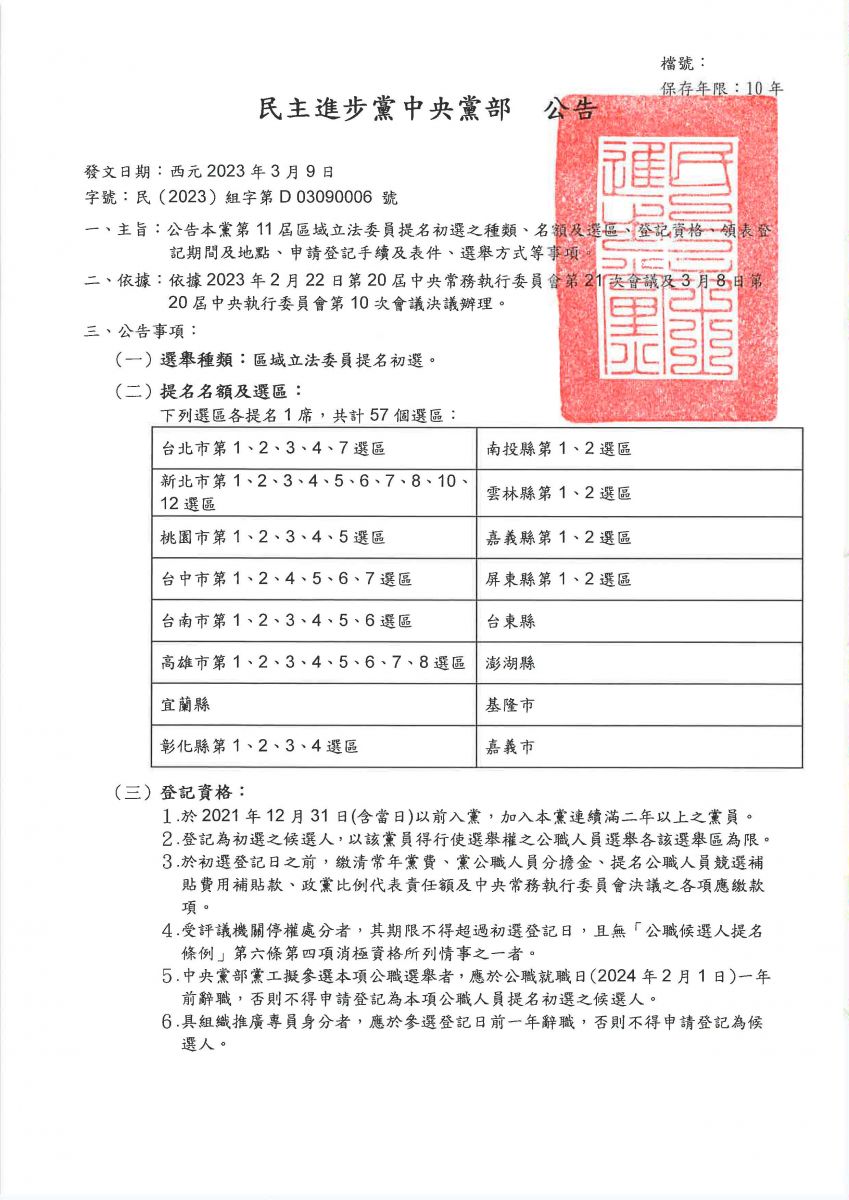 檔號：
保存年限：10 年
民主進步黨中央黨部　公告
發文日期：西元 2023 年 3 月 9 日
字號：民（2023）組字第 D 03090006 號
一、主旨：公告本黨第 11 屆區域立法委員提名初選之種類、名額及選區、登記資格、領表登
記期間及地點、申請登記手續及表件、選舉方式等事項。
二、依據：依據 2023 年 2 月 22 日第 20 屆中央常務執行委員會第 21 次會議及 3 月 8 日第
20 屆中央執行委員會第 10 次會議決議辦理。
三、公告事項：
（一）選舉種類：區域立法委員提名初選。
（二）提名名額及選區：
下列選區各提名 1 席，共計 57 個選區：
台北市第 1、2、3、4、7 選區
南投縣第 1、2 選區
新北市第 1、2、3、4、5、6、7、8、10、
12 選區
雲林縣第 1、2 選區
桃園市第 1、2、3、4、5 選區
嘉義縣第 1、2 選區
台中市第 1、2、4、5、6、7 選區
屏東縣第 1、2 選區
台南市第 1、2、3、4、5、6 選區
台東縣
高雄市第 1、2、3、4、5、6、7、8 選區
澎湖縣
宜蘭縣
基隆市
彰化縣第 1、2、3、4 選區
嘉義市
（三）登記資格：
1.於 2021 年 12 月 31 日(含當日)以前入黨，加入本黨連續滿二年以上之黨員。
2.登記為初選之候選人，以該黨員得行使選舉權之公職人員選舉各該選舉區為限。
3.於初選登記日之前，繳清常年黨費、黨公職人員分擔金、提名公職人員競選補
貼費用補貼款、政黨比例代表責任額及中央常務執行委員會決議之各項應繳款
項。
4.受評議機關停權處分者，其期限不得超過初選登記日，且無「公職候選人提名
條例」第六條第四項消極資格所列情事之一者。
5.中央黨部黨工擬參選本項公職選舉者，應於公職就職日(2024 年 2 月 1 日)一年
前辭職，否則不得申請登記為本項公職人員提名初選之候選人。
6.具組織推廣專員身分者，應於參選登記日前一年辭職，否則不得申請登記為候
選人。